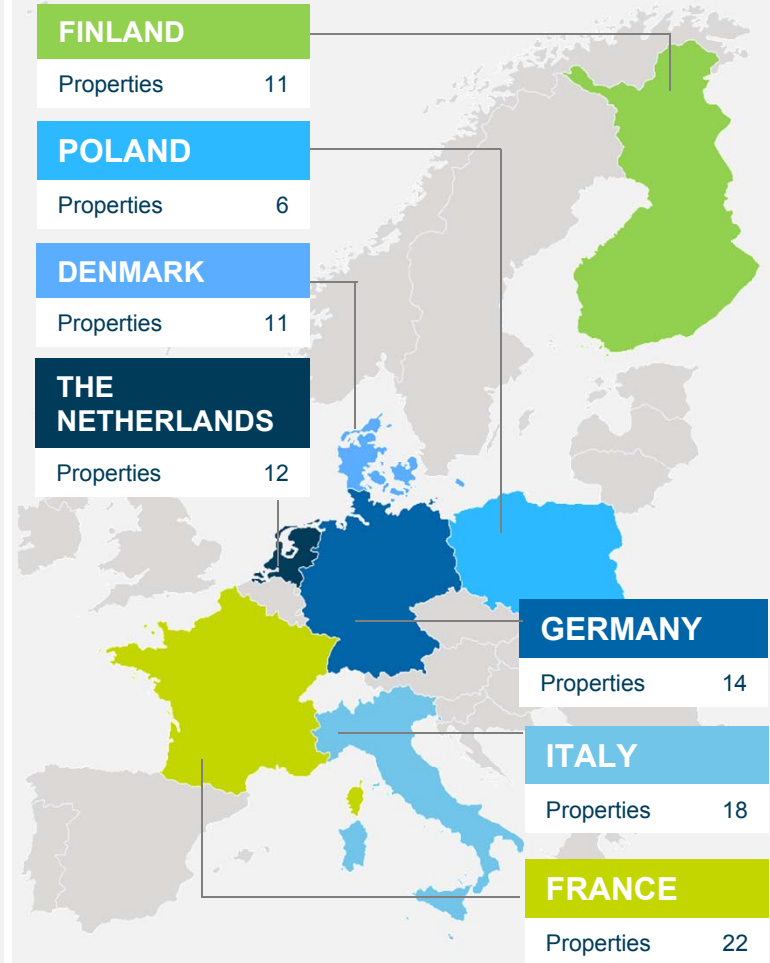 FINLAND
Properties 11
POLAND
Properties 6
DENMARK
Properties 11
THE
NETHERLANDS
Properties 12
GERMANY
Properties 14
ITALY
Properties 18
FRANCE
Properties 22